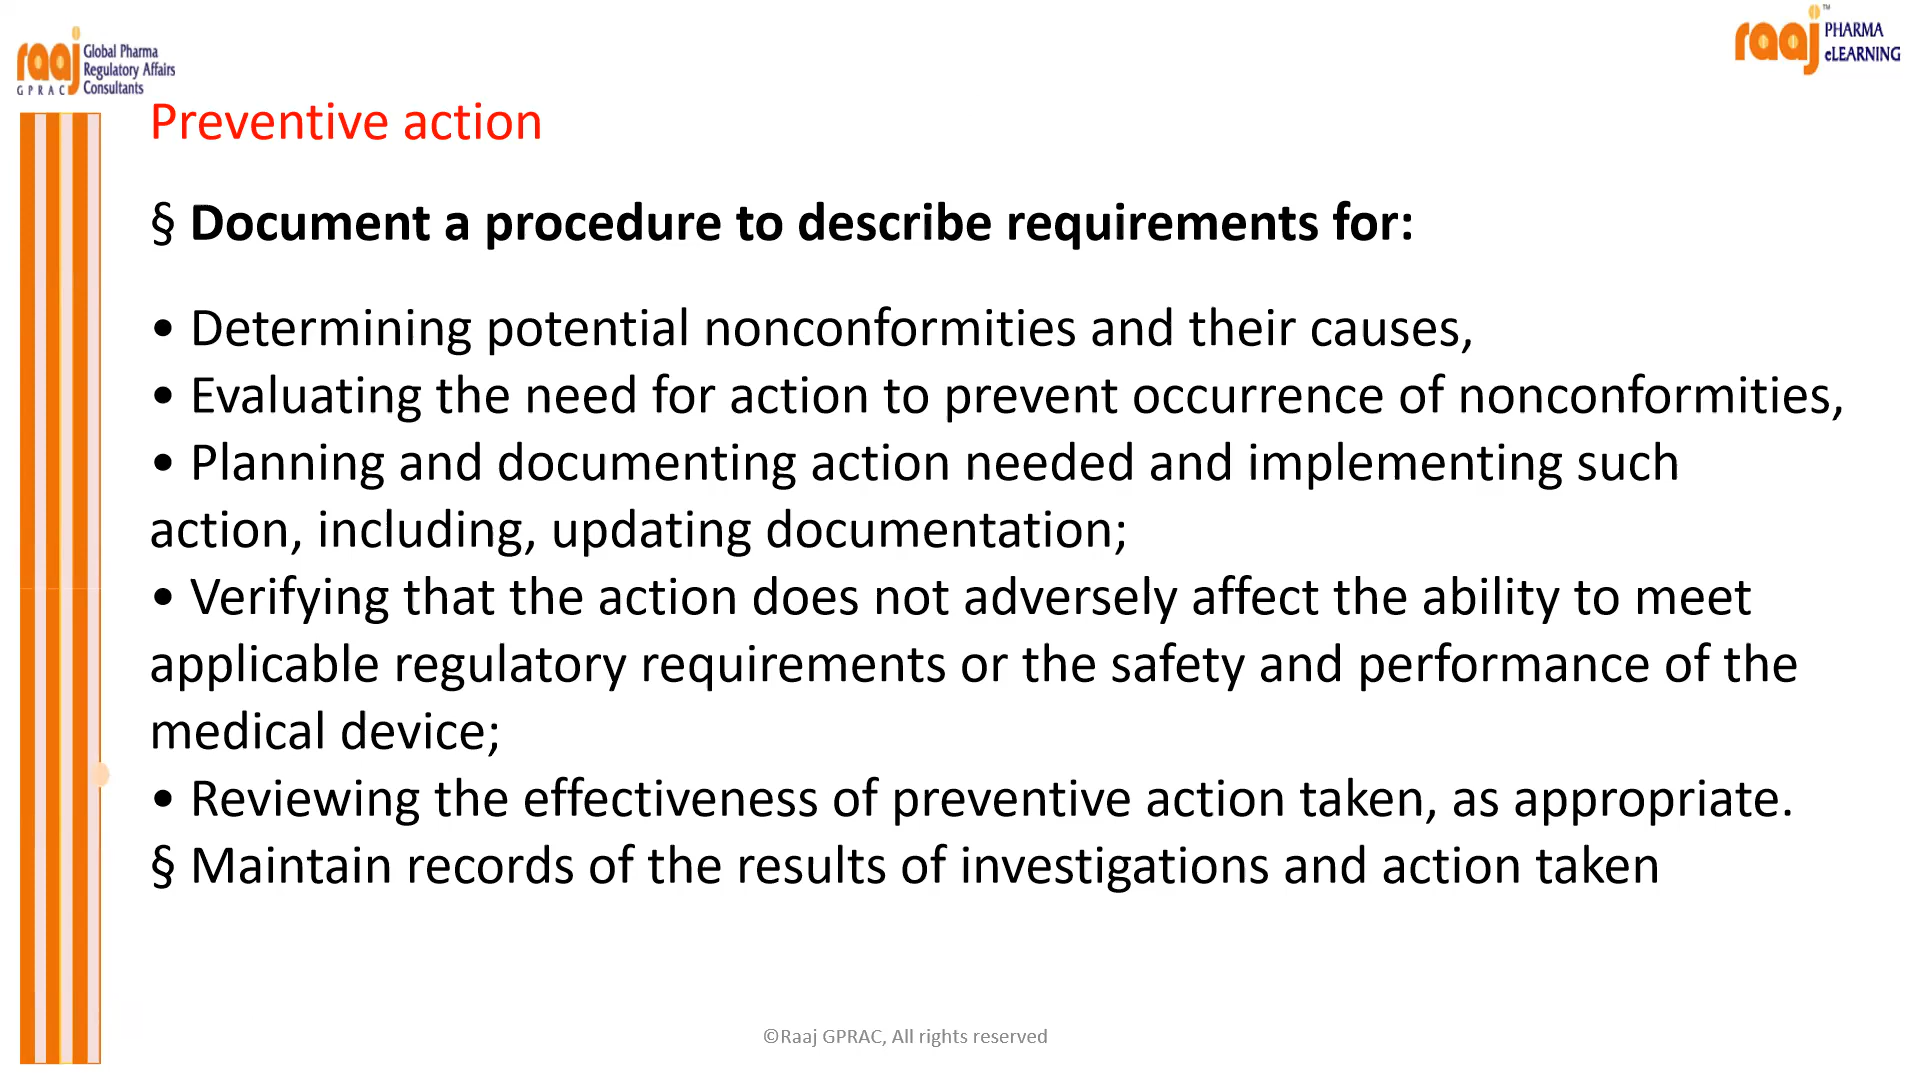 raaj Global Pharma
Regulatory Affairs
GPRAC Consultants
raaj™ PHARMA
eLEARNING
Preventive action
§ Document a procedure to describe requirements for:
• Determining potential nonconformities and their causes,
• Evaluating the need for action to prevent occurrence of nonconformities,
• Planning and documenting action needed and implementing such
action, including, updating documentation;
• Verifying that the action does not adversely affect the ability to meet
applicable regulatory requirements or the safety and performance of the
medical device;
• Reviewing the effectiveness of preventive action taken, as appropriate.
§ Maintain records of the results of investigations and action taken
©Raaj GPRAC, All rights reserved